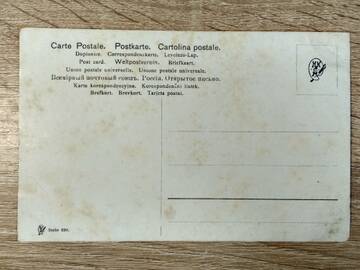 Carte Postale. Postkarte. Cartolina postale.
Dopisnice. Correspondenzkarte. Levelező-Lap.
Post card. Weltpostverein. Briefkaart.
Union postale universelle. Unione postale universale.
Всемірный почтовый союзъ. Россія. Открытое письмо.
Karta korespondencyjna. Korespondenční lístek.
Brefkort. Brevkort. Tarjeta postal.
Serie